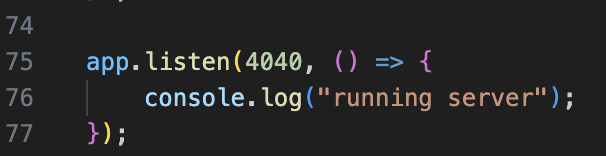 74
75 app.listen(4040, () => {
76 console.log("running server");
77 });